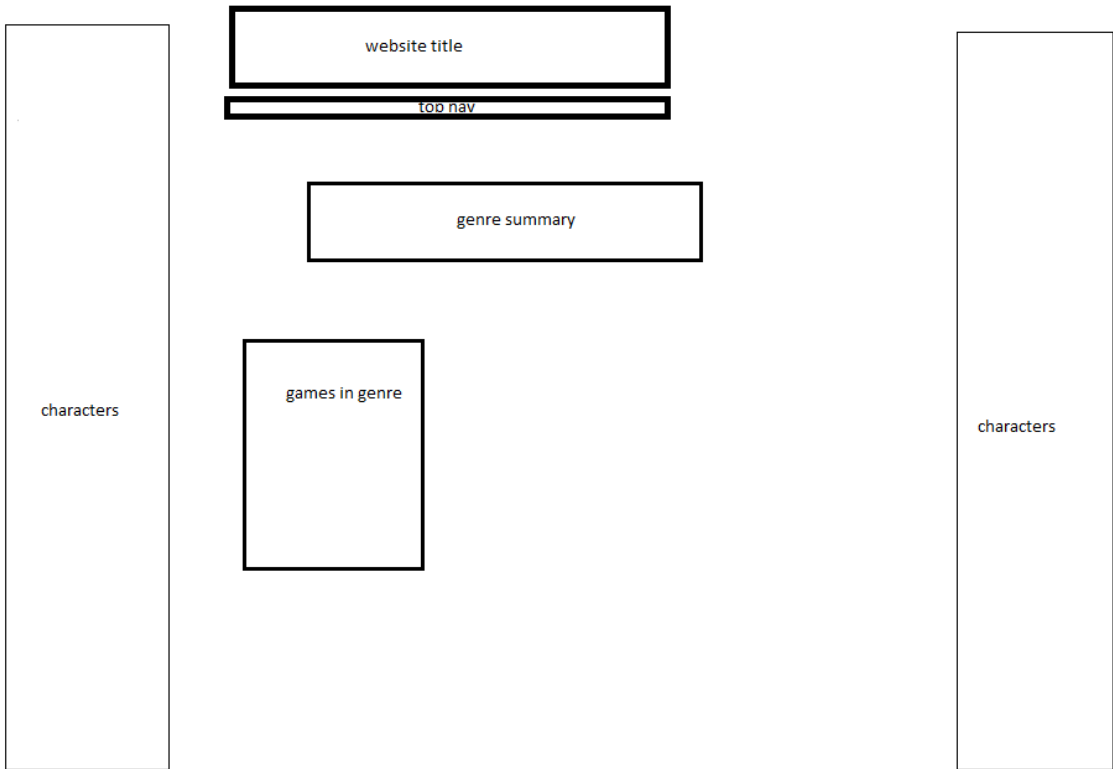 website title
top nav
genre summary
games in genre
characters
characters